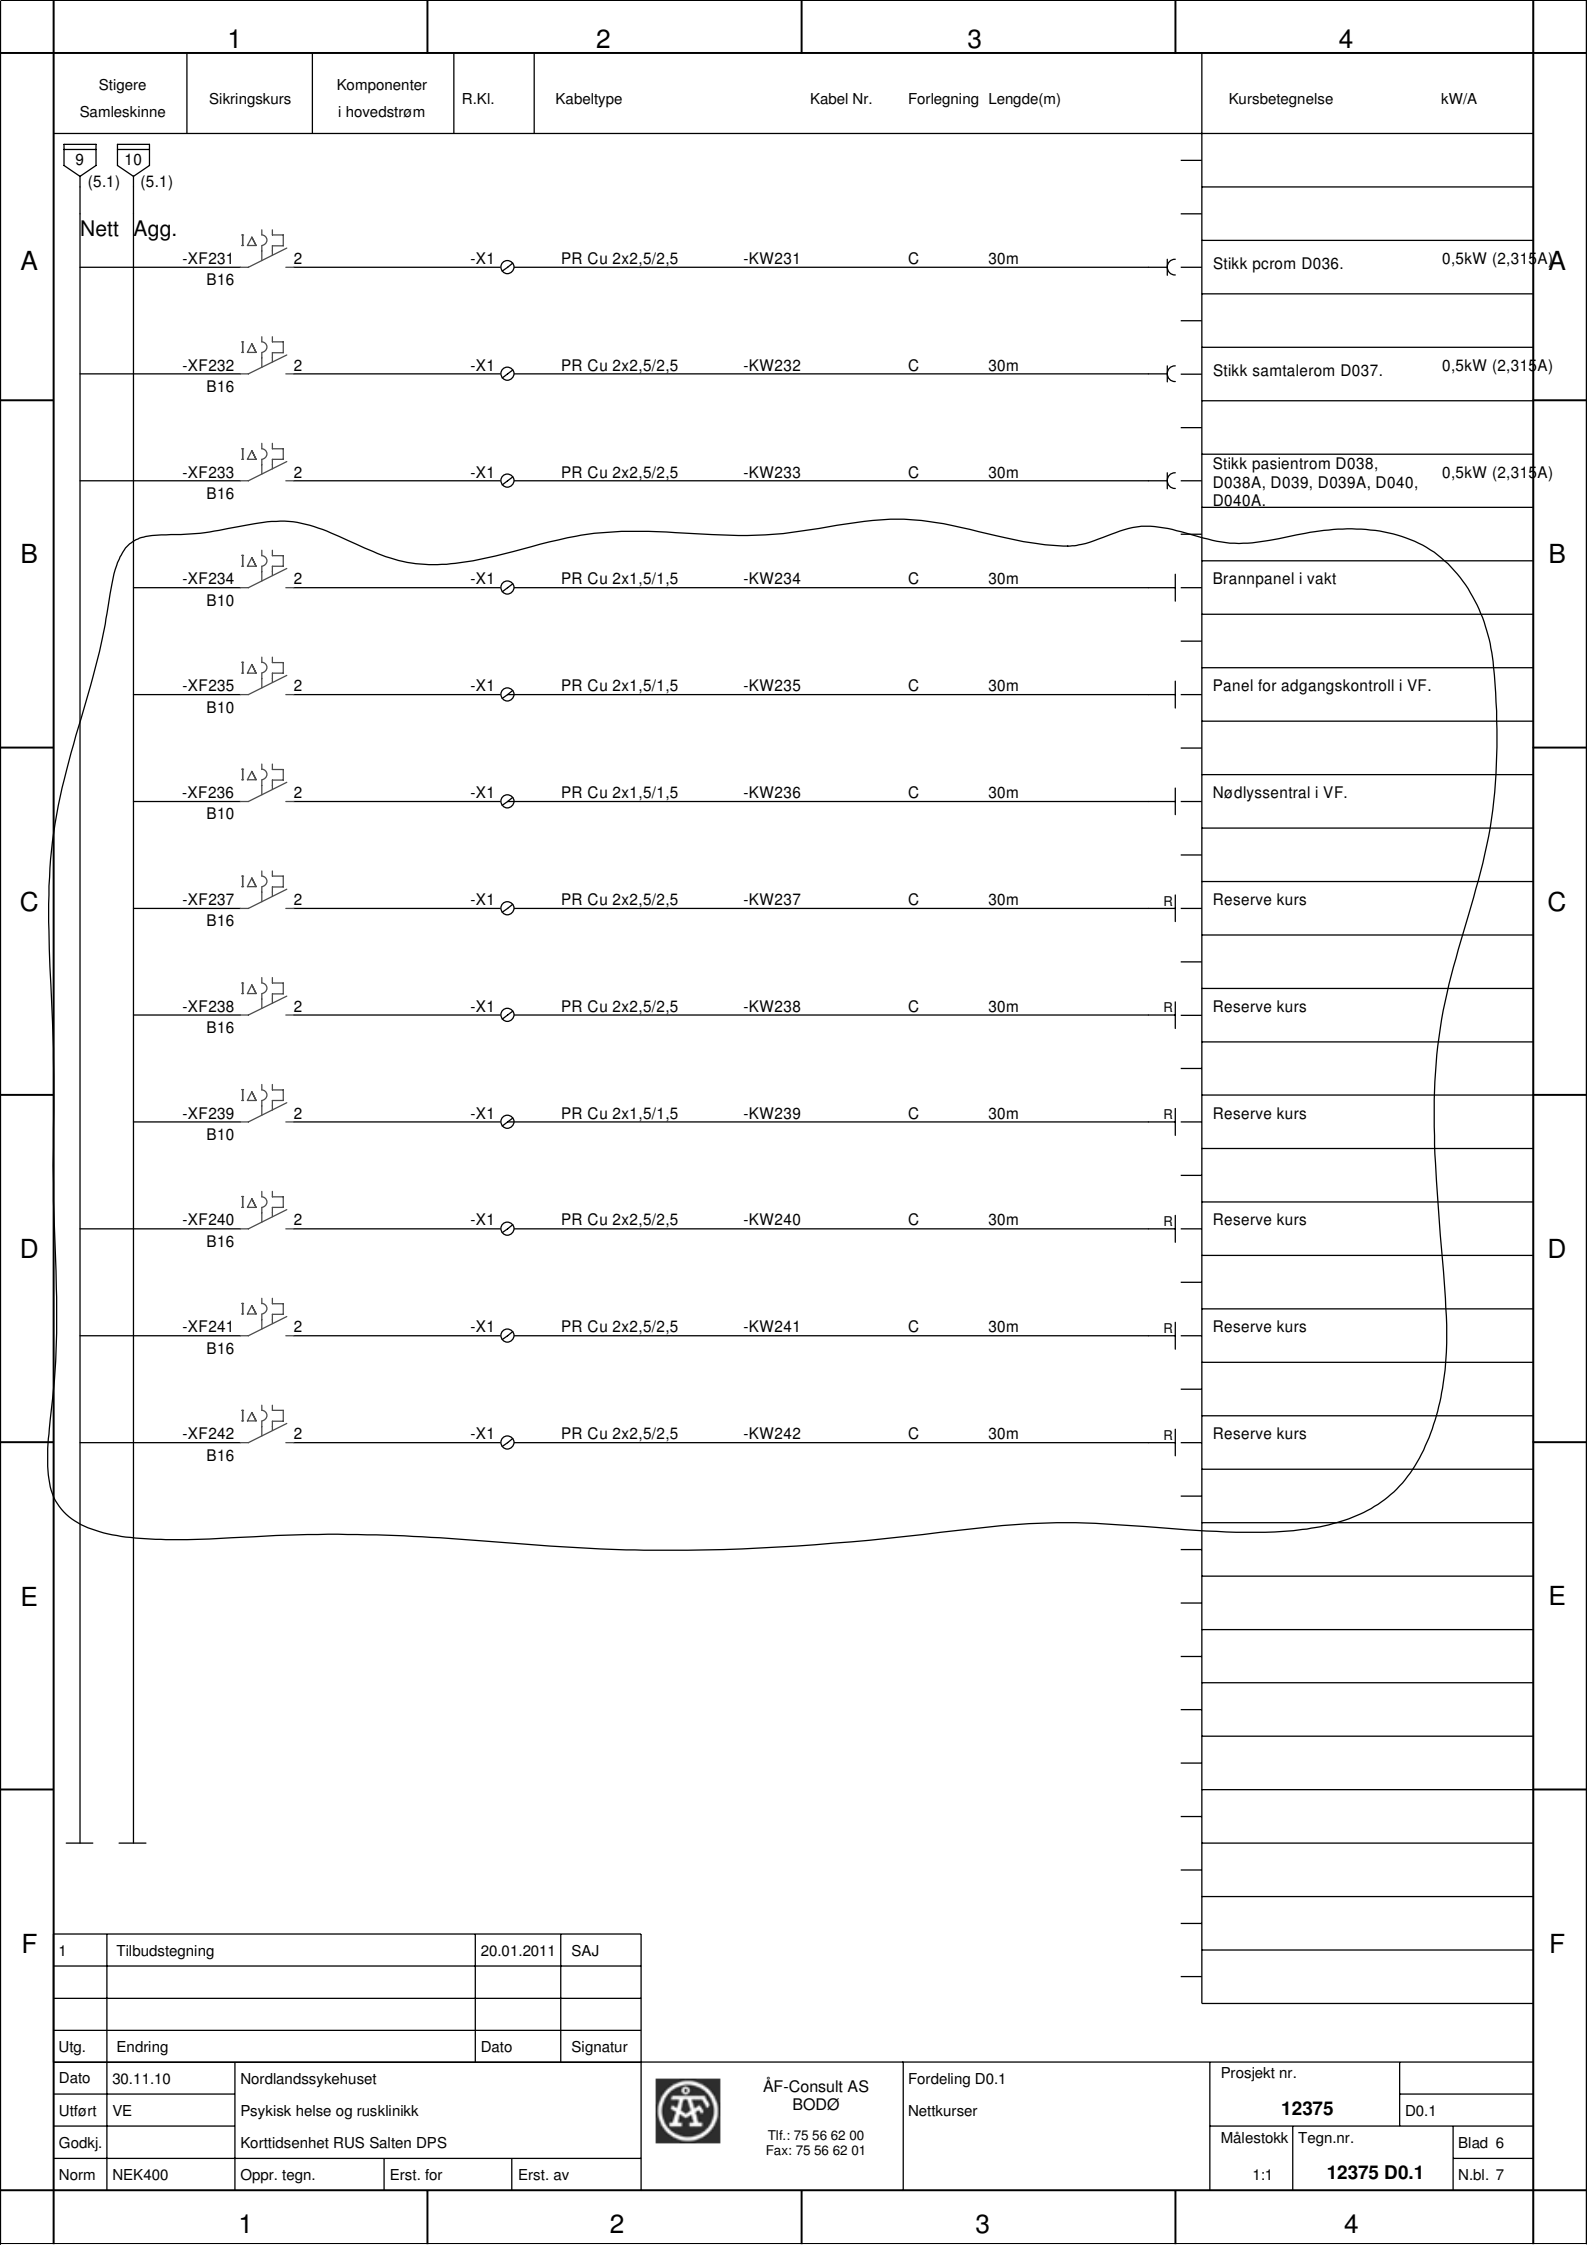 1 2 3 4
Stigere Samleskinne Sikringskurs Komponenter i hovedstrøm R.Kl. Kabeltype Kabel Nr. Forlegning Lengde(m) Kursbetegnelse kW/A
9 10
(5.1) (5.1)
Nett Agg.
A A
-XF231 B16 I∆ 2 -X1 PR Cu 2x2,5/2,5 -KW231 C 30m Stikk pcrom D036. 0,5kW (2,315A)
-XF232 B16 I∆ 2 -X1 PR Cu 2x2,5/2,5 -KW232 C 30m Stikk samtalerom D037. 0,5kW (2,315A)
-XF233 B16 I∆ 2 -X1 PR Cu 2x2,5/2,5 -KW233 C 30m Stikk pasientrom D038, D038A, D039, D039A, D040, D040A. 0,5kW (2,315A)
B B
-XF234 B10 I∆ 2 -X1 PR Cu 2x1,5/1,5 -KW234 C 30m Brannpanel i vakt
-XF235 B10 I∆ 2 -X1 PR Cu 2x1,5/1,5 -KW235 C 30m Panel for adgangskontroll i VF.
-XF236 B10 I∆ 2 -X1 PR Cu 2x1,5/1,5 -KW236 C 30m Nødlyssentral i VF.
C C
-XF237 B16 I∆ 2 -X1 PR Cu 2x2,5/2,5 -KW237 C 30m R Reserve kurs
-XF238 B16 I∆ 2 -X1 PR Cu 2x2,5/2,5 -KW238 C 30m R Reserve kurs
-XF239 B10 I∆ 2 -X1 PR Cu 2x1,5/1,5 -KW239 C 30m R Reserve kurs
D D
-XF240 B16 I∆ 2 -X1 PR Cu 2x2,5/2,5 -KW240 C 30m R Reserve kurs
-XF241 B16 I∆ 2 -X1 PR Cu 2x2,5/2,5 -KW241 C 30m R Reserve kurs
-XF242 B16 I∆ 2 -X1 PR Cu 2x2,5/2,5 -KW242 C 30m R Reserve kurs
E E
F F
1 Tilbudstegning 20.01.2011 SAJ
Utg. Endring Dato Signatur
Dato 30.11.10 Nordlandssykehuset
Utført VE Psykisk helse og rusklinikk
Godkj. Korttidsenhet RUS Salten DPS
Norm NEK400 Oppr. tegn. Erst. for Erst. av
ÅF
ÅF-Consult AS
BODØ
Tlf.: 75 56 62 00
Fax: 75 56 62 01
Fordeling D0.1
Nettkurser
Prosjekt nr.
12375 D0.1
Målestokk Tegn.nr. Blad 6
1:1 12375 D0.1 N.bl. 7
1 2 3 4